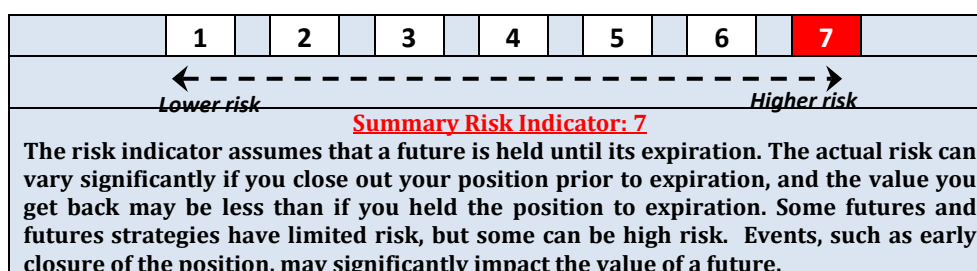 1 2 3 4 5 6 7
Lower risk Higher risk
Summary Risk Indicator: 7
The risk indicator assumes that a future is held until its expiration. The actual risk can
vary significantly if you close out your position prior to expiration, and the value you
get back may be less than if you held the position to expiration. Some futures and
futures strategies have limited risk, but some can be high risk. Events, such as early
closure of the position, may significantly impact the value of a future.